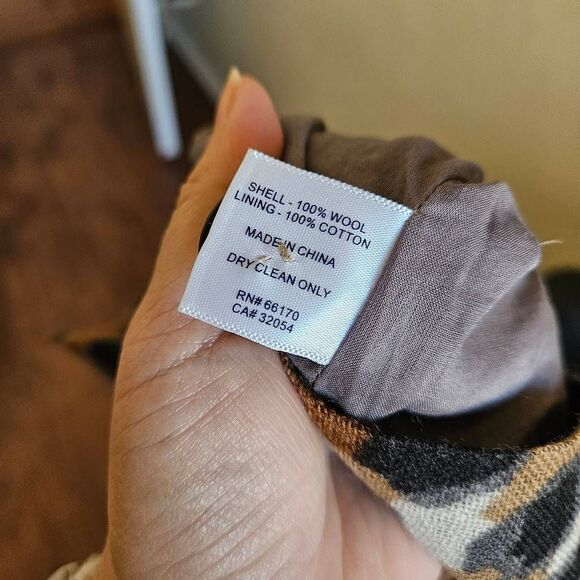 SHELL - 100% WOOL
LINING - 100% COTTON
MADE IN CHINA
DRY CLEAN ONLY
RN# 66170
CA# 32054